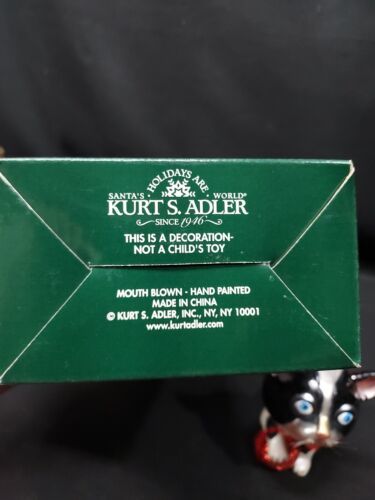 HOLIDAYS ARE
SANTA'S WORLD®
KURT S. ADLER
SINCE 1946
THIS IS A DECORATION-
NOT A CHILD'S TOY
MOUTH BLOWN - HAND PAINTED
MADE IN CHINA
© KURT S. ADLER, INC., NY, NY 10001
www.kurtadler.com